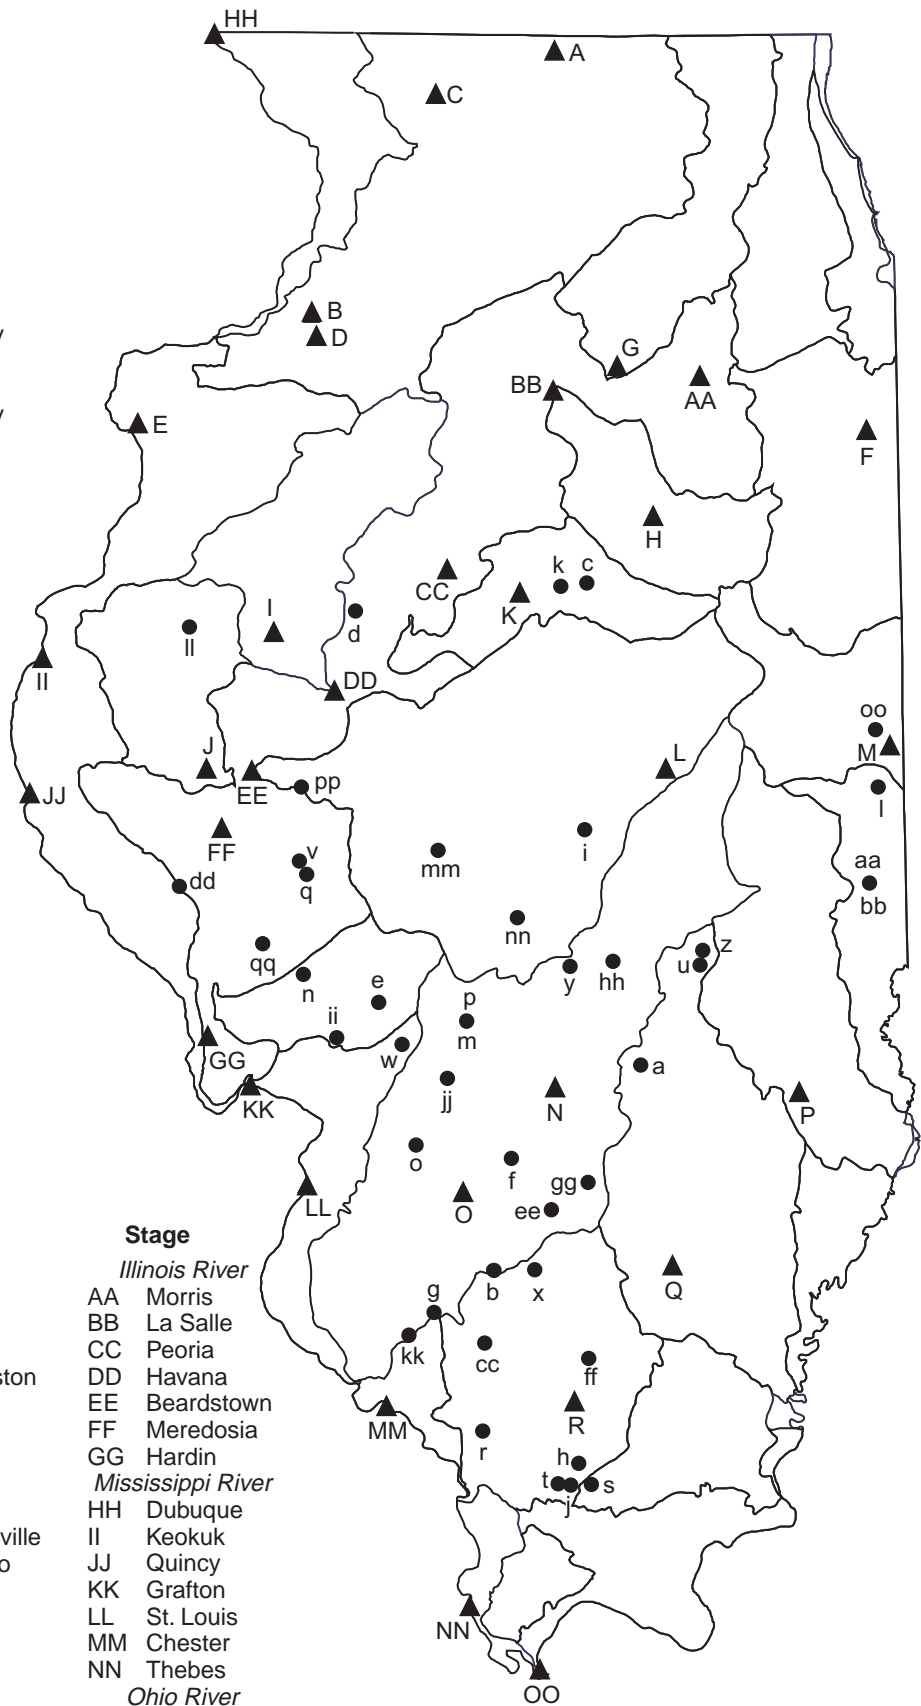 HH
A
C
B
D
y
G
BB
AA
y
E
F
H
CC
k
c
K
I
d
ll
II
DD
oo
J
L
M
EE
pp
JJ
l
FF
i
v
mm
aa
dd
q
bb
nn
z
qq
u
n
e
y
hh
p
ii
m
GG
w
a
KK
jj
N
P
o
f
gg
LL
O
ee
Stage
Illinois River
g
b
x
Q
AA Morris
BB La Salle
kk
cc
CC Peoria
ff
ston
DD Havana
EE Beardstown
R
FF Meredosia
MM
r
GG Hardin
h
Mississippi River
t
j
s
HH Dubuque
ville
II Keokuk
o
JJ Quincy
KK Grafton
LL St. Louis
NN
MM Chester
NN Thebes
Ohio River
OO